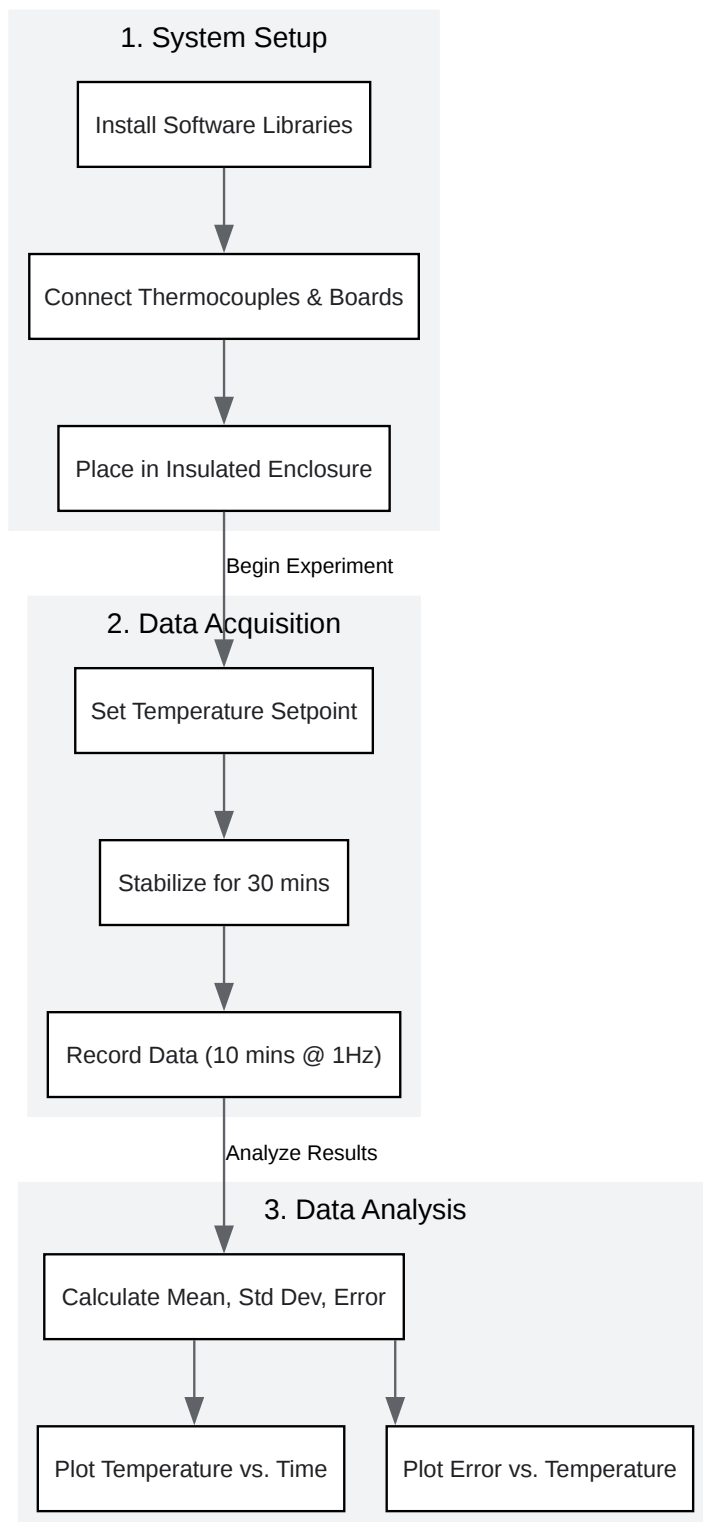 1. System Setup
Install Software Libraries
Connect Thermocouples & Boards
Place in Insulated Enclosure
Begin Experiment
2. Data Acquisition
Set Temperature Setpoint
Stabilize for 30 mins
Record Data (10 mins @ 1Hz)
Analyze Results
3. Data Analysis
Calculate Mean, Std Dev, Error
Plot Temperature vs. Time
Plot Error vs. Temperature